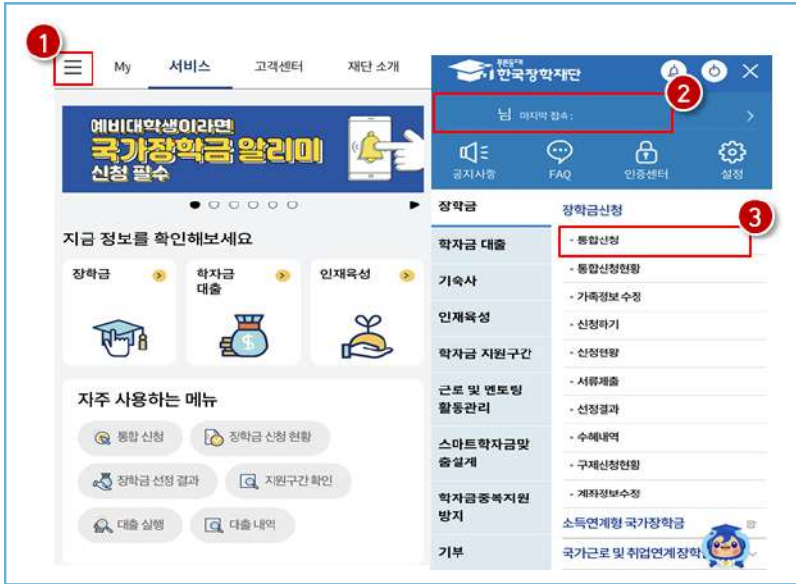 1
My 서비스 고객센터 재단 소개
예비대학생이라면
국가장학금 알리미
신청 필수
지금 정보를 확인해보세요
장학금
학자금
대출
인재육성
자주 사용하는 메뉴
통합 신청
장학금 신청 현황
장학금 선정 결과
지원구간 확인
대출 실행
대출 내역
푸른등대
한국장학재단
2
님 마지막 접속 :
공지사항
FAQ
인증센터
설정
장학금
학자금 대출
기숙사
인재육성
학자금 지원구간
근로 및 멘토링
활동관리
스마트학자금맞
춤설계
학자금중복지원
방지
기부
장학금신청
3
- 통합신청
- 통합신청현황
- 가족정보 수정
- 신청하기
- 신청현황
- 서류제출
- 선정결과
- 수혜내역
- 구제신청현황
- 계좌정보수정
소득연계형 국가장학금
국가근로 및 취업연계장학